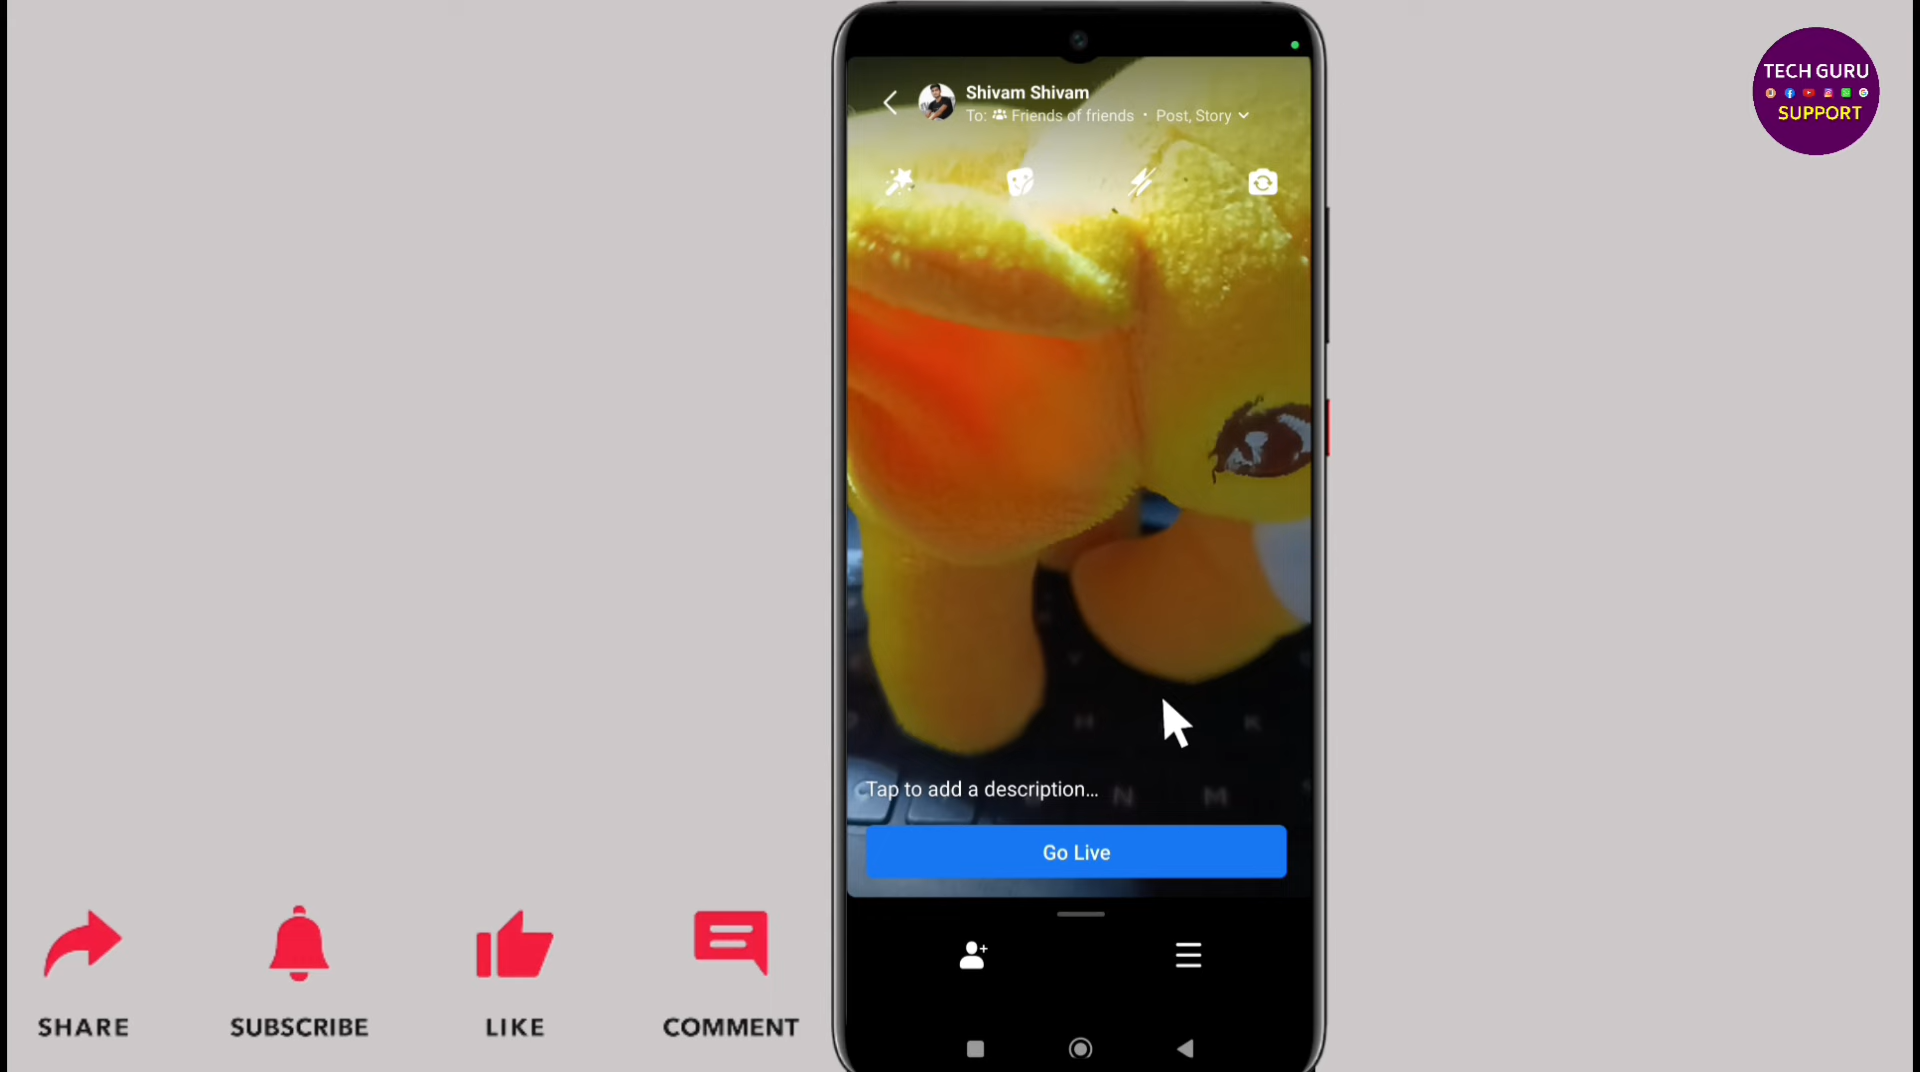 TECH GURU
SUPPORT
Shivam Shivam
To: Friends of friends · Post, Story
Tap to add a description...
N M
H K
Go Live
SHARE SUBSCRIBE LIKE COMMENT